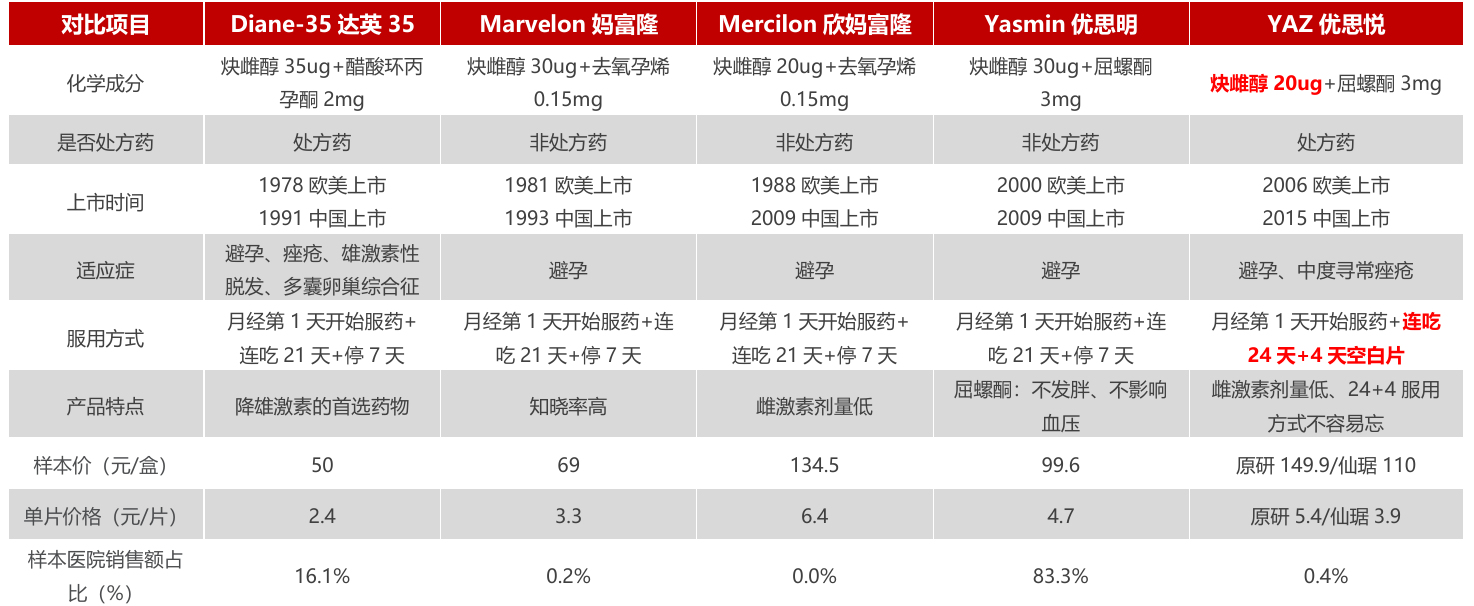 对比项目 Diane-35 达英 35 Marvelon 妈富隆 Mercilon 欣妈富隆 Yasmin 优思明 YAZ 优思悦
化学成分
炔雌醇 35ug+醋酸环丙
孕酮 2mg
炔雌醇 30ug+去氧孕烯
0.15mg
炔雌醇 20ug+去氧孕烯
0.15mg
炔雌醇 30ug+屈螺酮
3mg
炔雌醇 20ug+屈螺酮 3mg
是否处方药 处方药 非处方药 非处方药 非处方药 处方药
上市时间
1978 欧美上市
1991 中国上市
1981 欧美上市
1993 中国上市
1988 欧美上市
2009 中国上市
2000 欧美上市
2009 中国上市
2006 欧美上市
2015 中国上市
适应症
避孕、痤疮、雄激素性
脱发、多囊卵巢综合征
避孕
避孕
避孕
避孕、中度寻常痤疮
服用方式
月经第 1 天开始服药+
连吃 21 天+停 7 天
月经第 1 天开始服药+连
吃 21 天+停 7 天
月经第 1 天开始服药+
连吃 21 天+停 7 天
月经第 1 天开始服药+连
吃 21 天+停 7 天
月经第 1 天开始服药+连吃
24 天+4 天空白片
产品特点
降雄激素的首选药物
知晓率高
雌激素剂量低
屈螺酮：不发胖、不影响
血压
雌激素剂量低、24+4 服用
方式不容易忘
样本价（元/盒） 50 69 134.5 99.6 原研 149.9/仙琚 110
单片价格（元/片） 2.4 3.3 6.4 4.7 原研 5.4/仙琚 3.9
样本医院销售额占
比（%）
16.1% 0.2% 0.0% 83.3% 0.4%